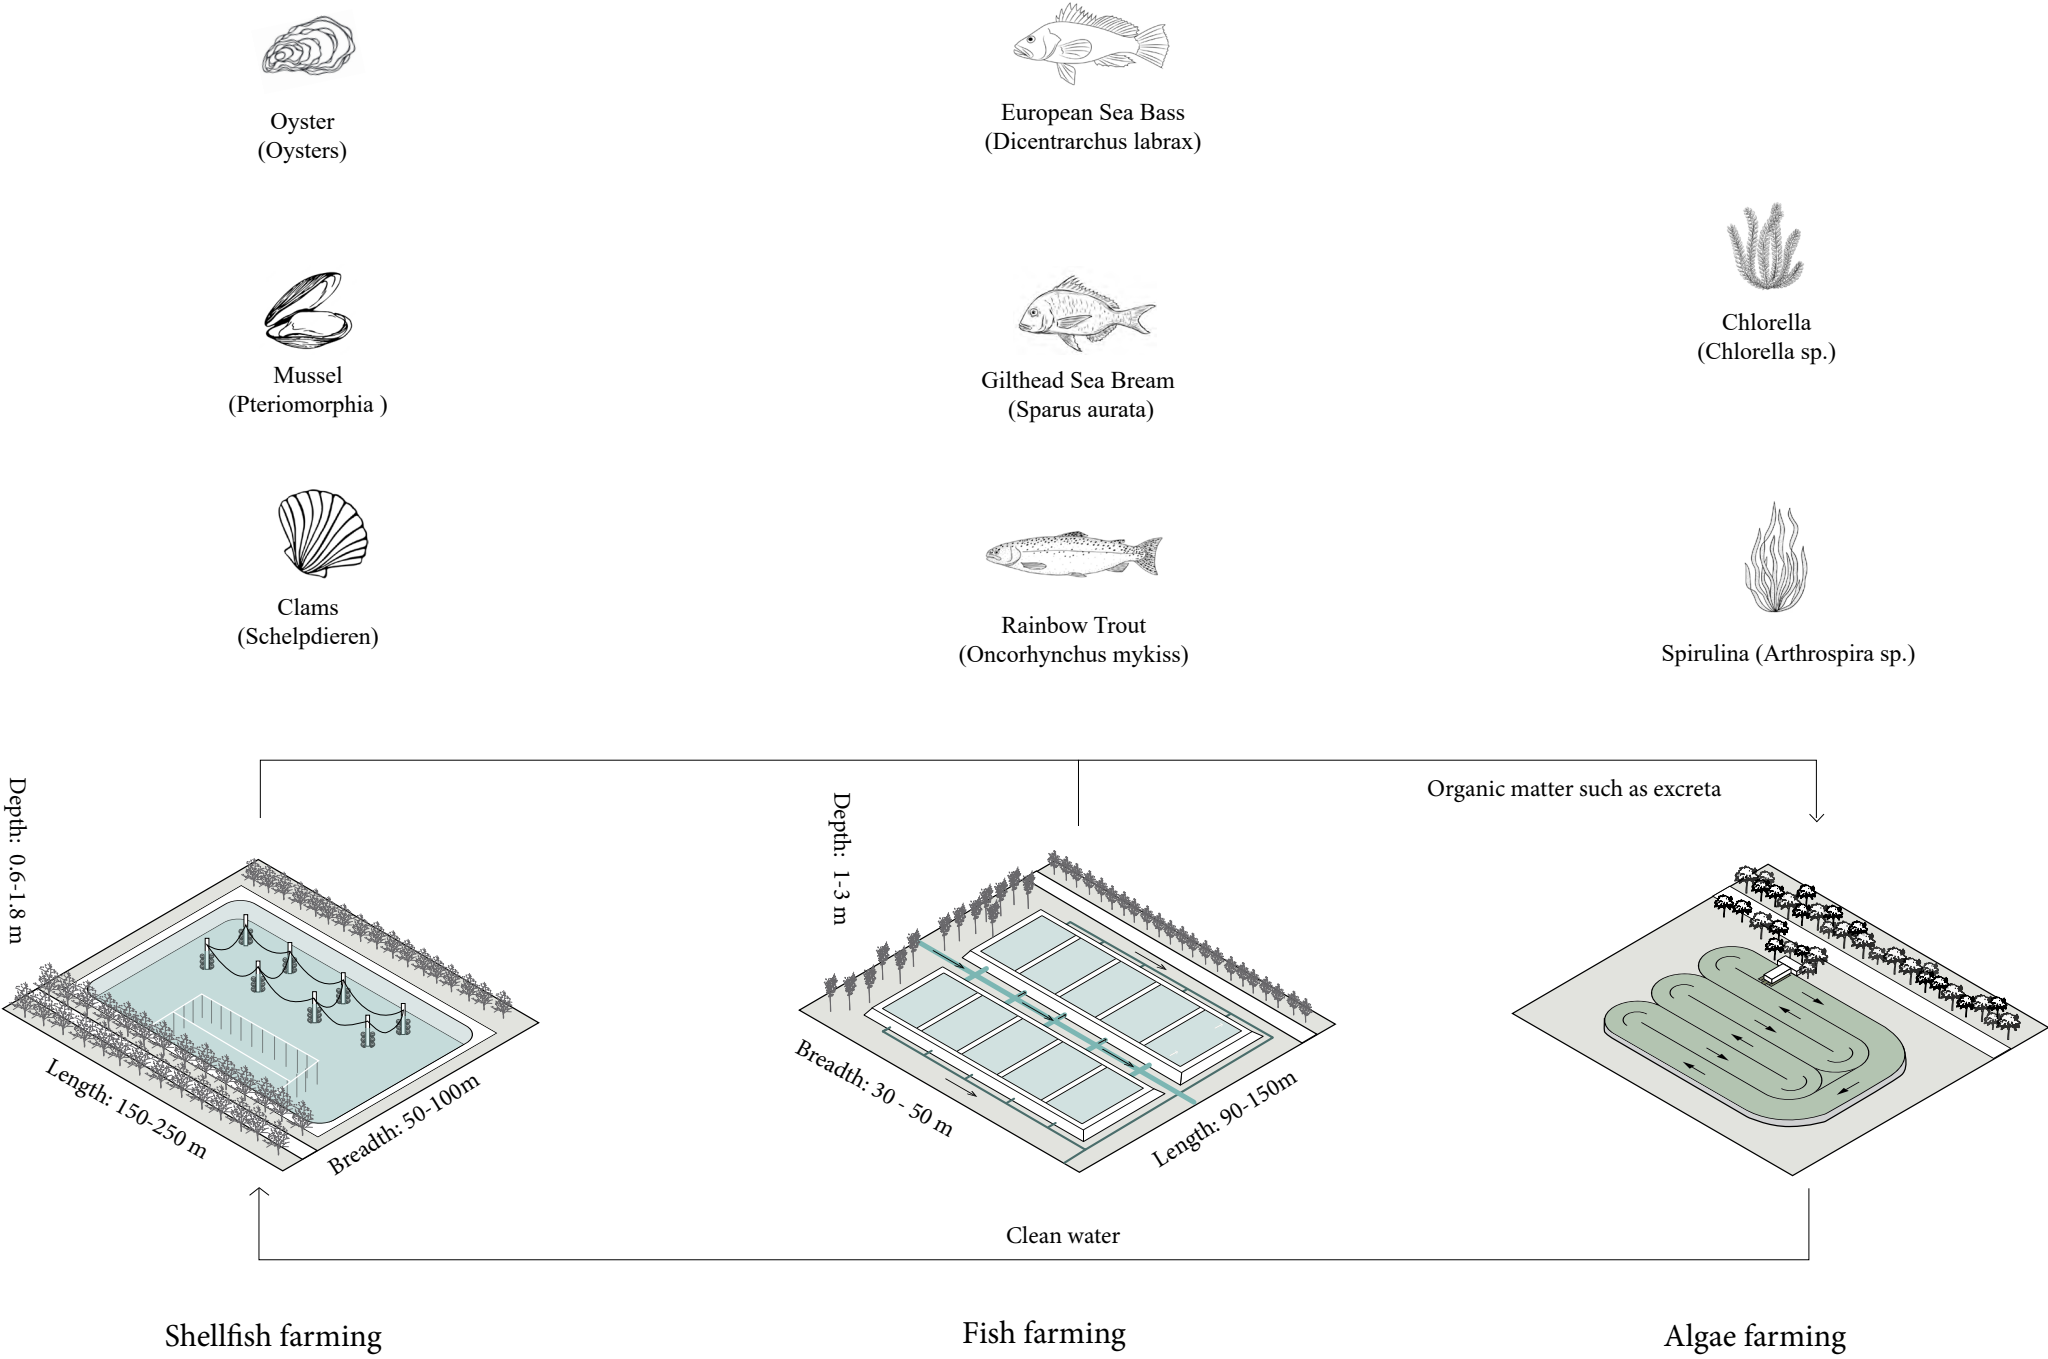 Oyster
(Oysters)
European Sea Bass
(Dicentrarchus labrax)
Mussel
(Pteriomorphia )
Gilthead Sea Bream
(Sparus aurata)
Chlorella
(Chlorella sp.)
Clams
(Schelpdieren)
Rainbow Trout
(Oncorhynchus mykiss)
Spirulina (Arthrospira sp.)
Organic matter such as excreta
Depth: 0.6-1.8 m
Length: 150-250 m
Breadth: 50-100m
Depth: 1-3 m
Breadth: 30 - 50 m
Length: 90-150m
Clean water
Shellfish farming
Fish farming
Algae farming